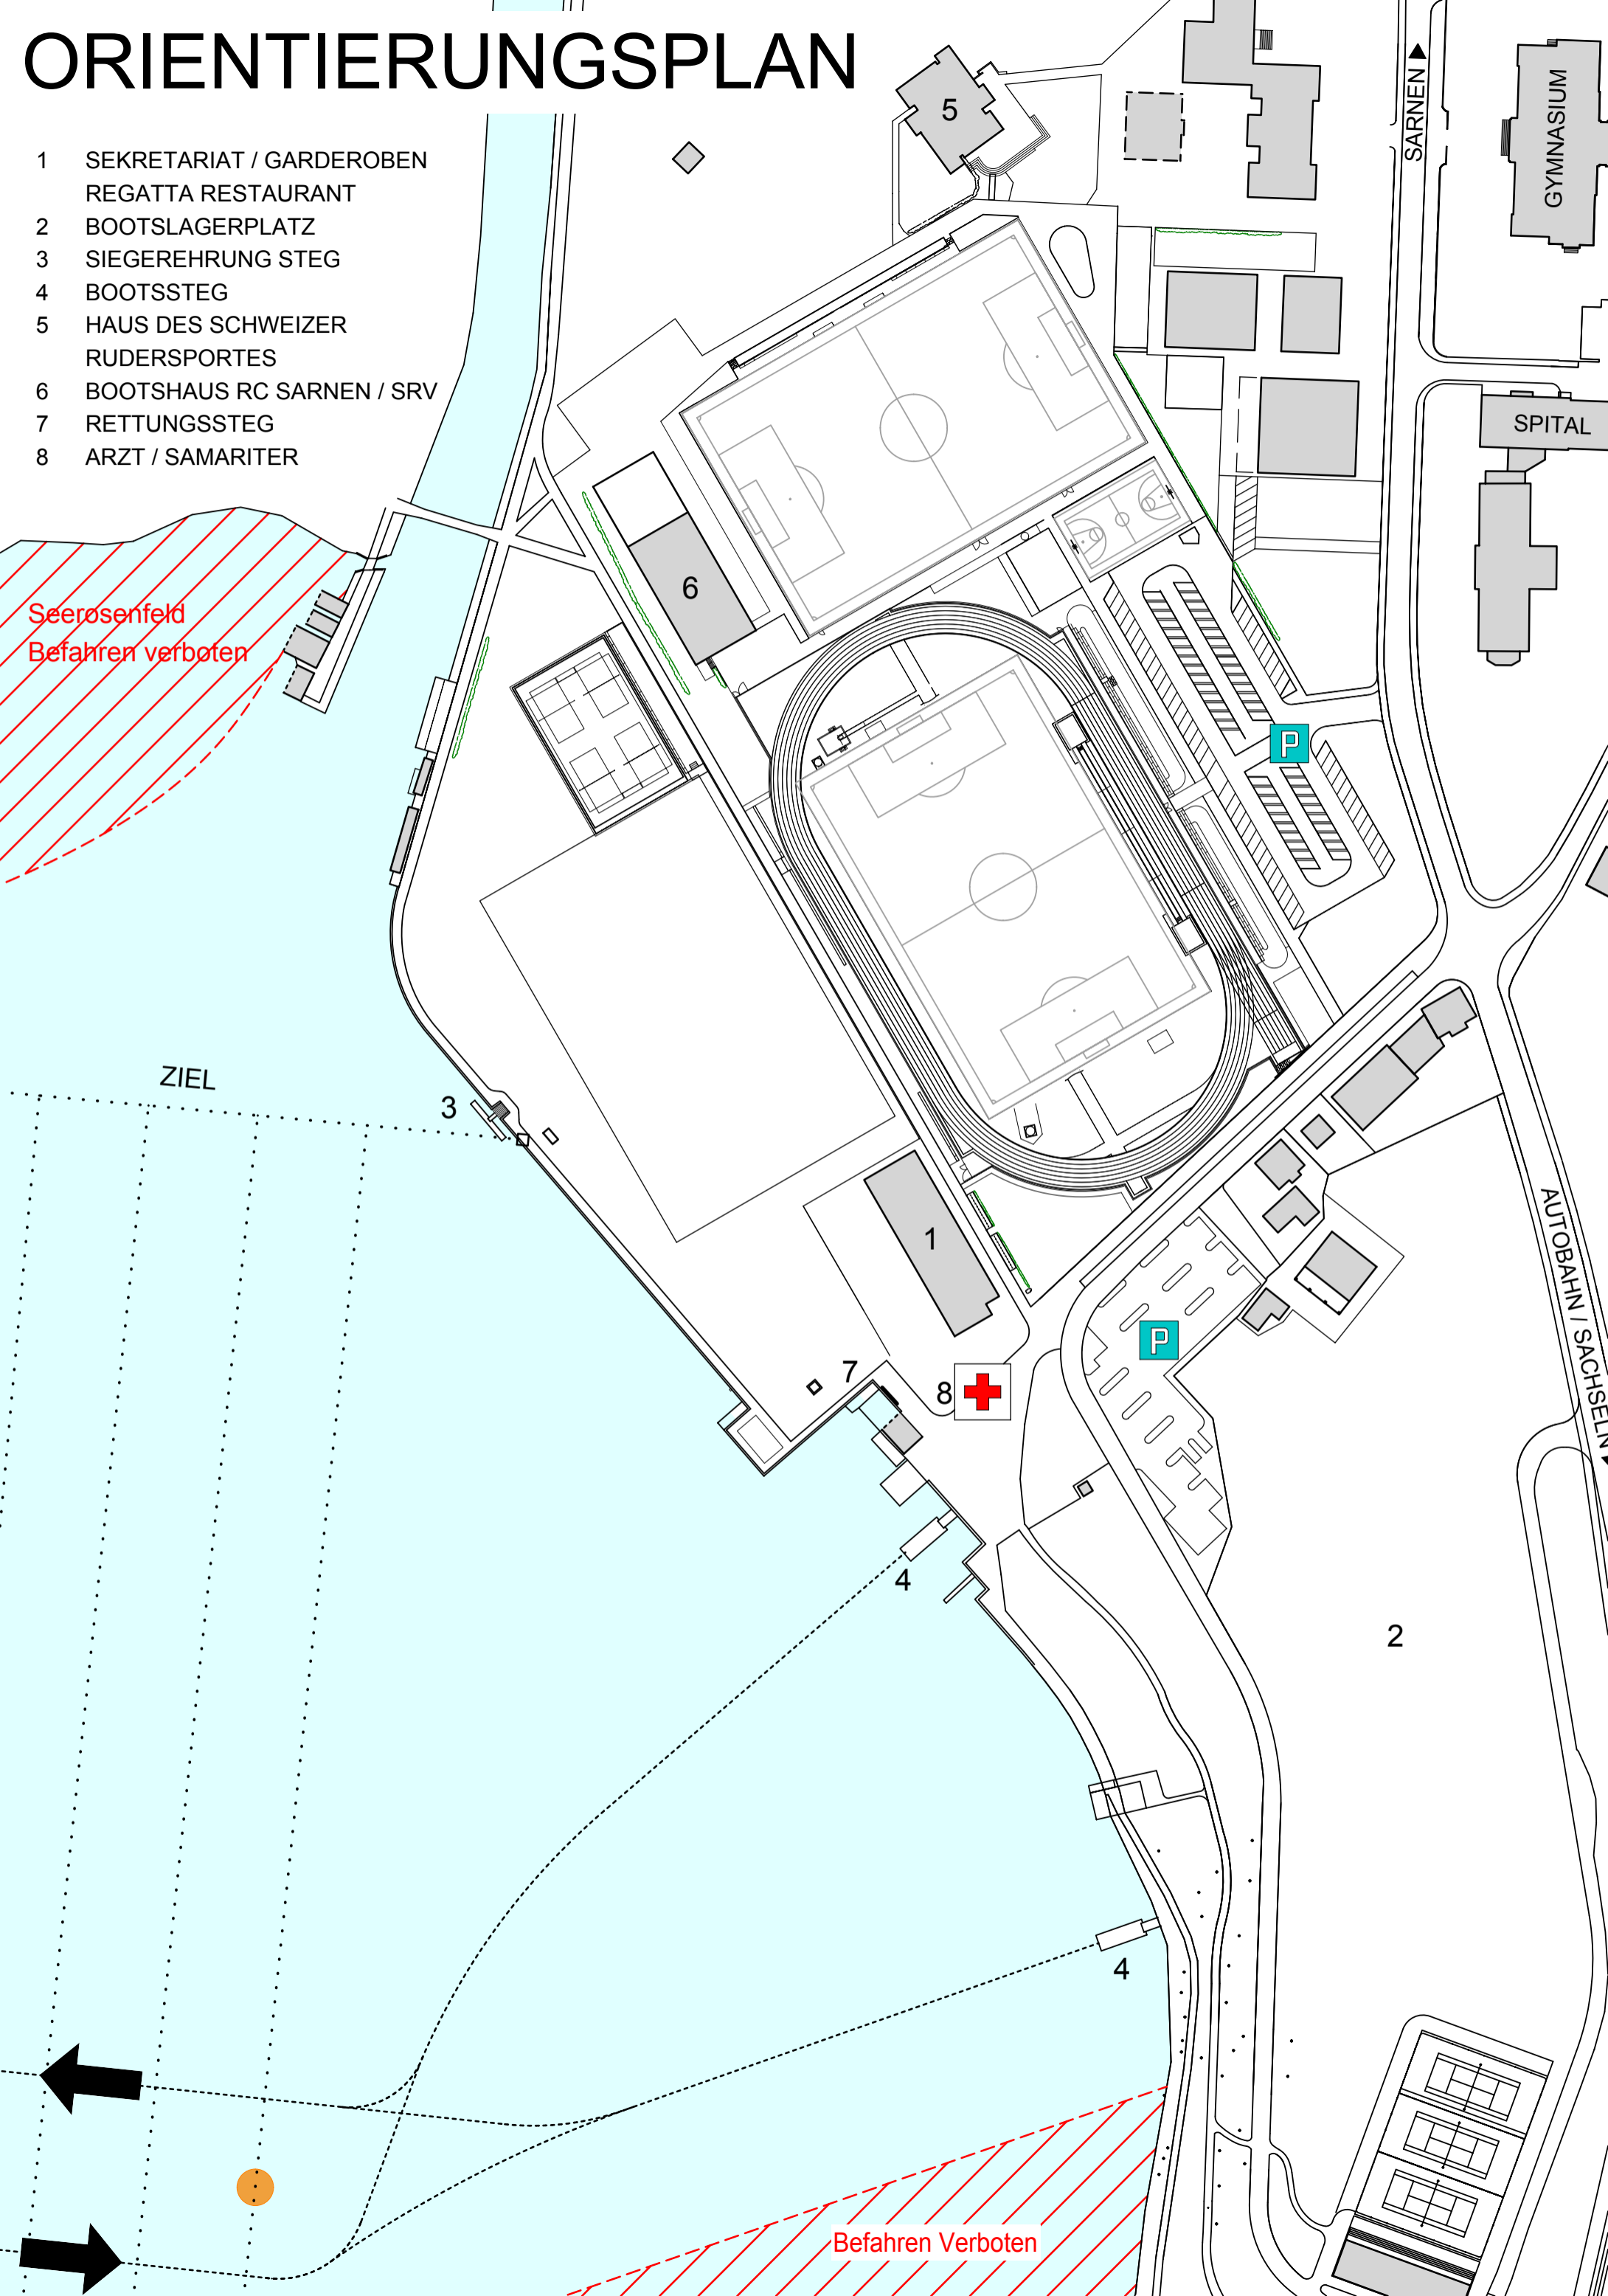 ORIENTIERUNGSPLAN
1 SEKRETARIAT / GARDEROBEN
REGATTA RESTAURANT
2 BOOTSLAGERPLATZ
3 SIEGEREHRUNG STEG
4 BOOTSSTEG
5 HAUS DES SCHWEIZER
RUDERSPORTES
6 BOOTSHAUS RC SARNEN / SRV
7 RETTUNGSSTEG
8 ARZT / SAMARITER
5
SARNEN
GYMNASIUM
SPITAL
6
Seerosenfeld
Befahren verboten
P
ZIEL
3
1
AUTOBAHN / SACHSELN
P
7
8
4
2
4
Befahren Verboten